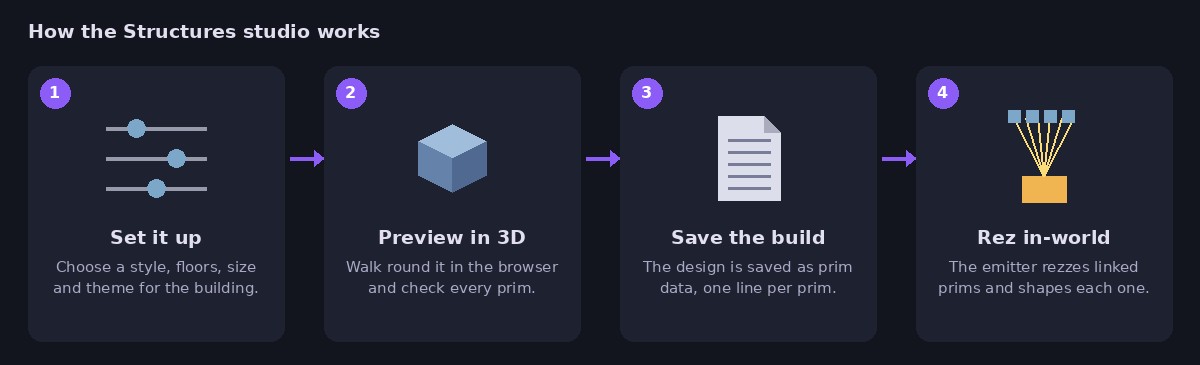 How the Structures studio works
1
Set it up
Choose a style, floors, size
and theme for the building.
2
Preview in 3D
Walk round it in the browser
and check every prim.
3
Save the build
The design is saved as prim
data, one line per prim.
4
Rez in-world
The emitter rezzes linked
prims and shapes each one.